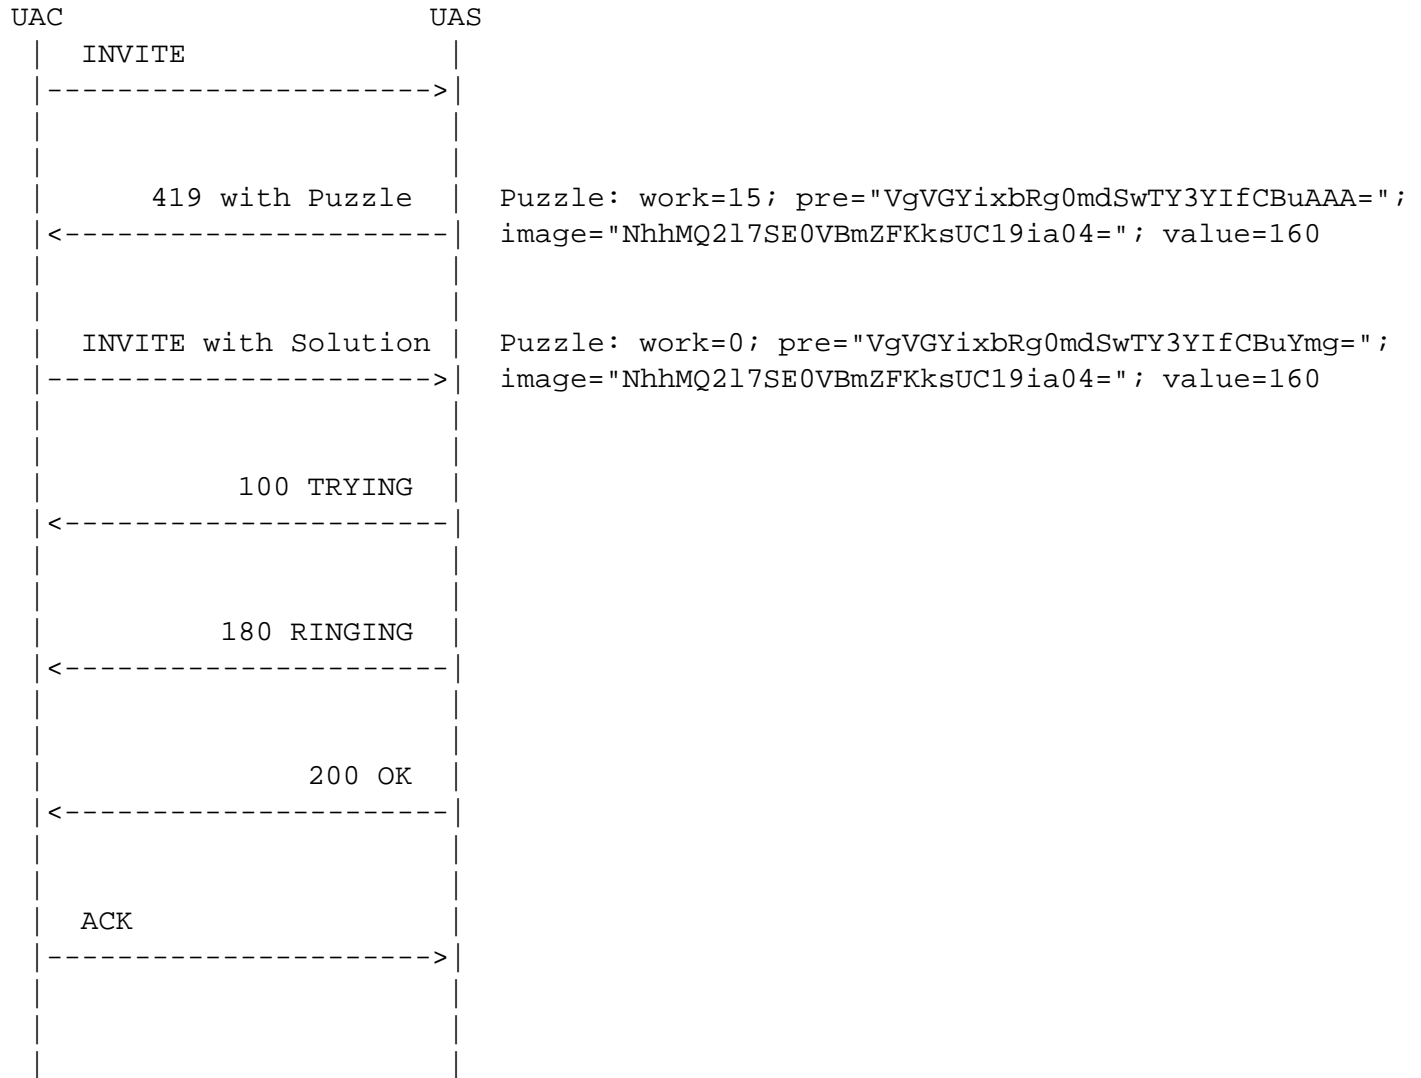 UAC UAS
INVITE
419 with Puzzle Puzzle: work=15; pre="VgVGYixbRg0mdSwTY3YIfCBuAAA=";
image="NhhMQ2l7SE0VBmZFKksUC19ia04="; value=160
INVITE with Solution Puzzle: work=0; pre="VgVGYixbRg0mdSwTY3YIfCBuYmg=";
image="NhhMQ2l7SE0VBmZFKksUC19ia04="; value=160
100 TRYING
180 RINGING
200 OK
ACK